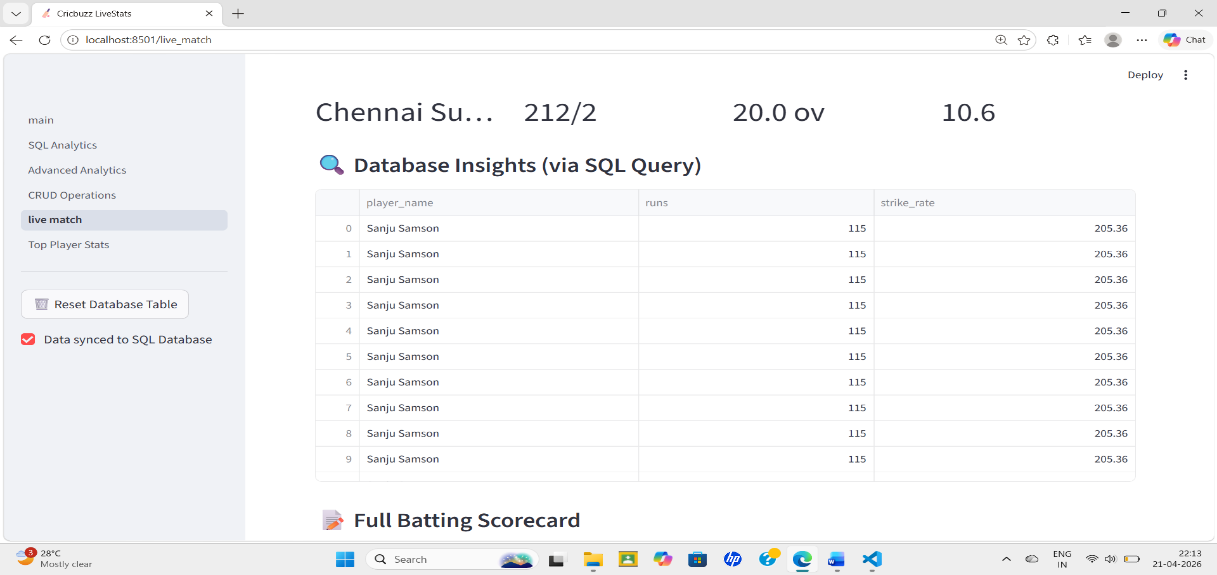 Cricbuzz LiveStats
localhost:8501/live_match
Chat
Deploy
main
SQL Analytics
Advanced Analytics
CRUD Operations
live match
Top Player Stats
Reset Database Table
Data synced to SQL Database
Chennai Su... 212/2 20.0 ov 10.6
Database Insights (via SQL Query)
player_name runs strike_rate
0 Sanju Samson 115 205.36
1 Sanju Samson 115 205.36
2 Sanju Samson 115 205.36
3 Sanju Samson 115 205.36
4 Sanju Samson 115 205.36
5 Sanju Samson 115 205.36
6 Sanju Samson 115 205.36
7 Sanju Samson 115 205.36
8 Sanju Samson 115 205.36
9 Sanju Samson 115 205.36
Full Batting Scorecard
3
28°C
Mostly clear
Search
hp
W
ENG
IN
22:13
21-04-2026